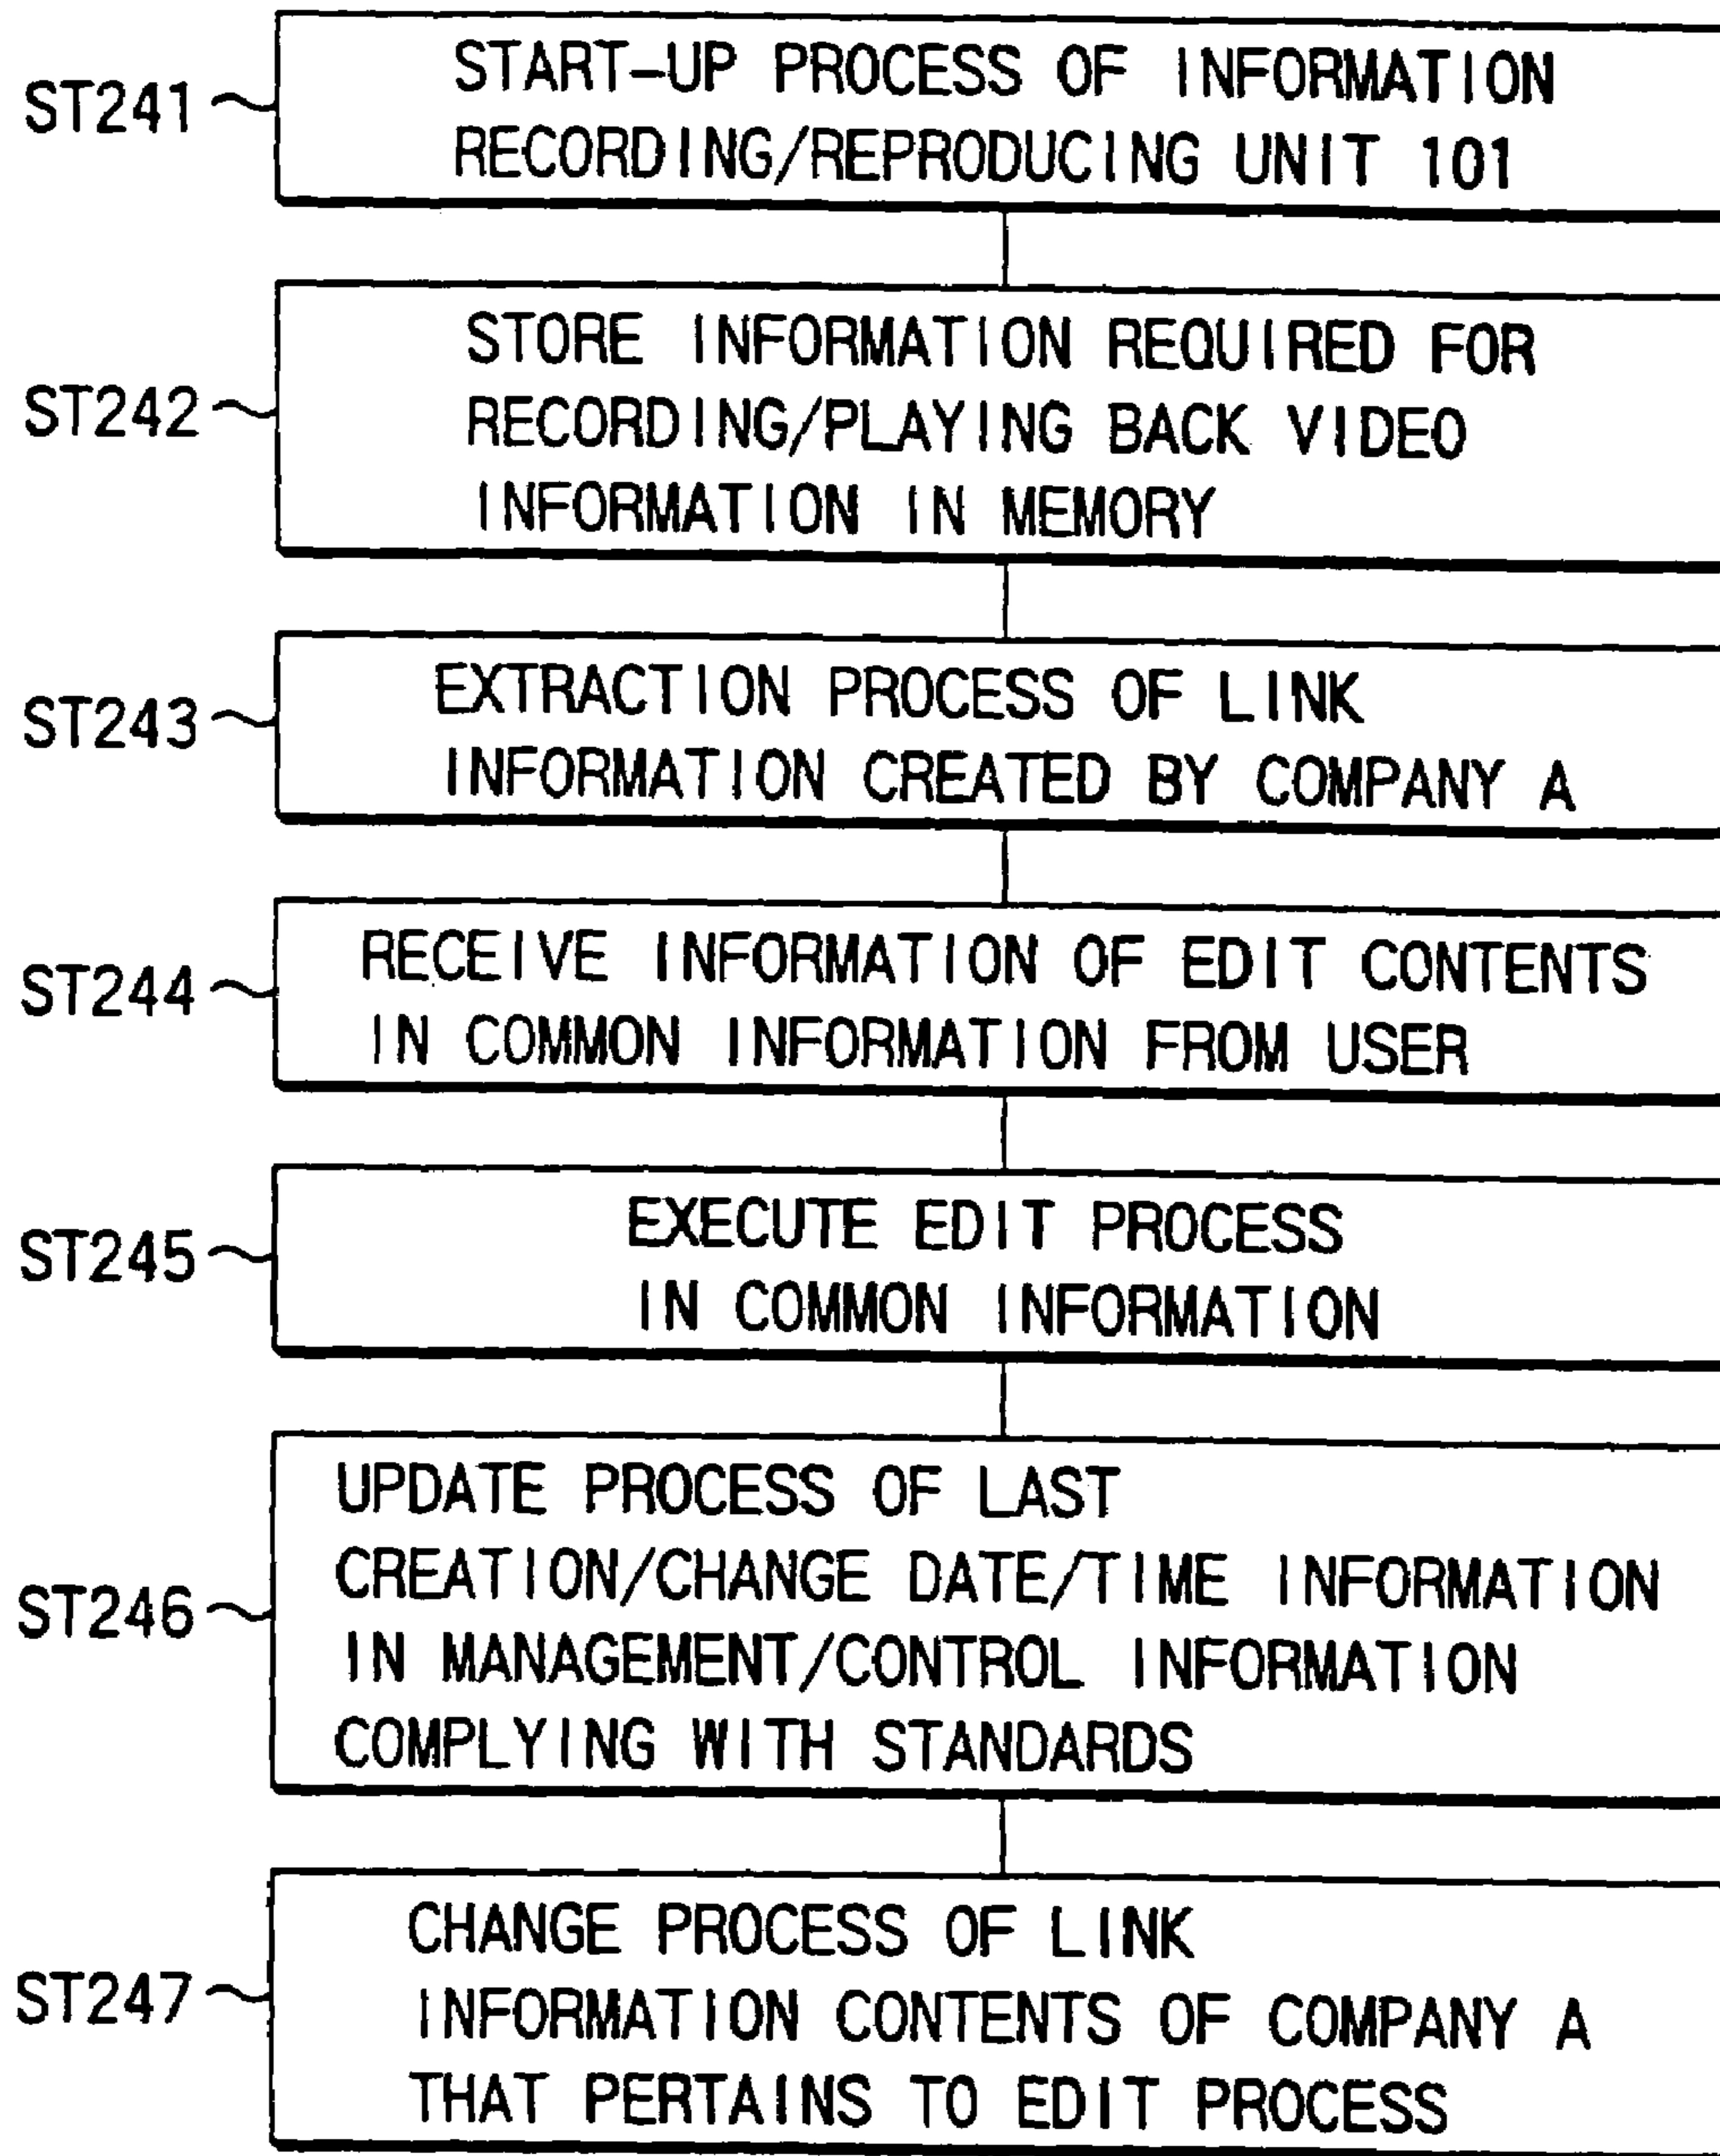 ST241
START-UP PROCESS OF INFORMATION
RECORDING/REPRODUCING UNIT 101
ST242
STORE INFORMATION REQUIRED FOR
RECORDING/PLAYING BACK VIDEO
INFORMATION IN MEMORY
ST243
EXTRACTION PROCESS OF LINK
INFORMATION CREATED BY COMPANY A
ST244
RECEIVE INFORMATION OF EDIT CONTENTS
IN COMMON INFORMATION FROM USER
ST245
EXECUTE EDIT PROCESS
IN COMMON INFORMATION
ST246
UPDATE PROCESS OF LAST
CREATION/CHANGE DATE/TIME INFORMATION
IN MANAGEMENT/CONTROL INFORMATION
COMPLYING WITH STANDARDS
ST247
CHANGE PROCESS OF LINK
INFORMATION CONTENTS OF COMPANY A
THAT PERTAINS TO EDIT PROCESS